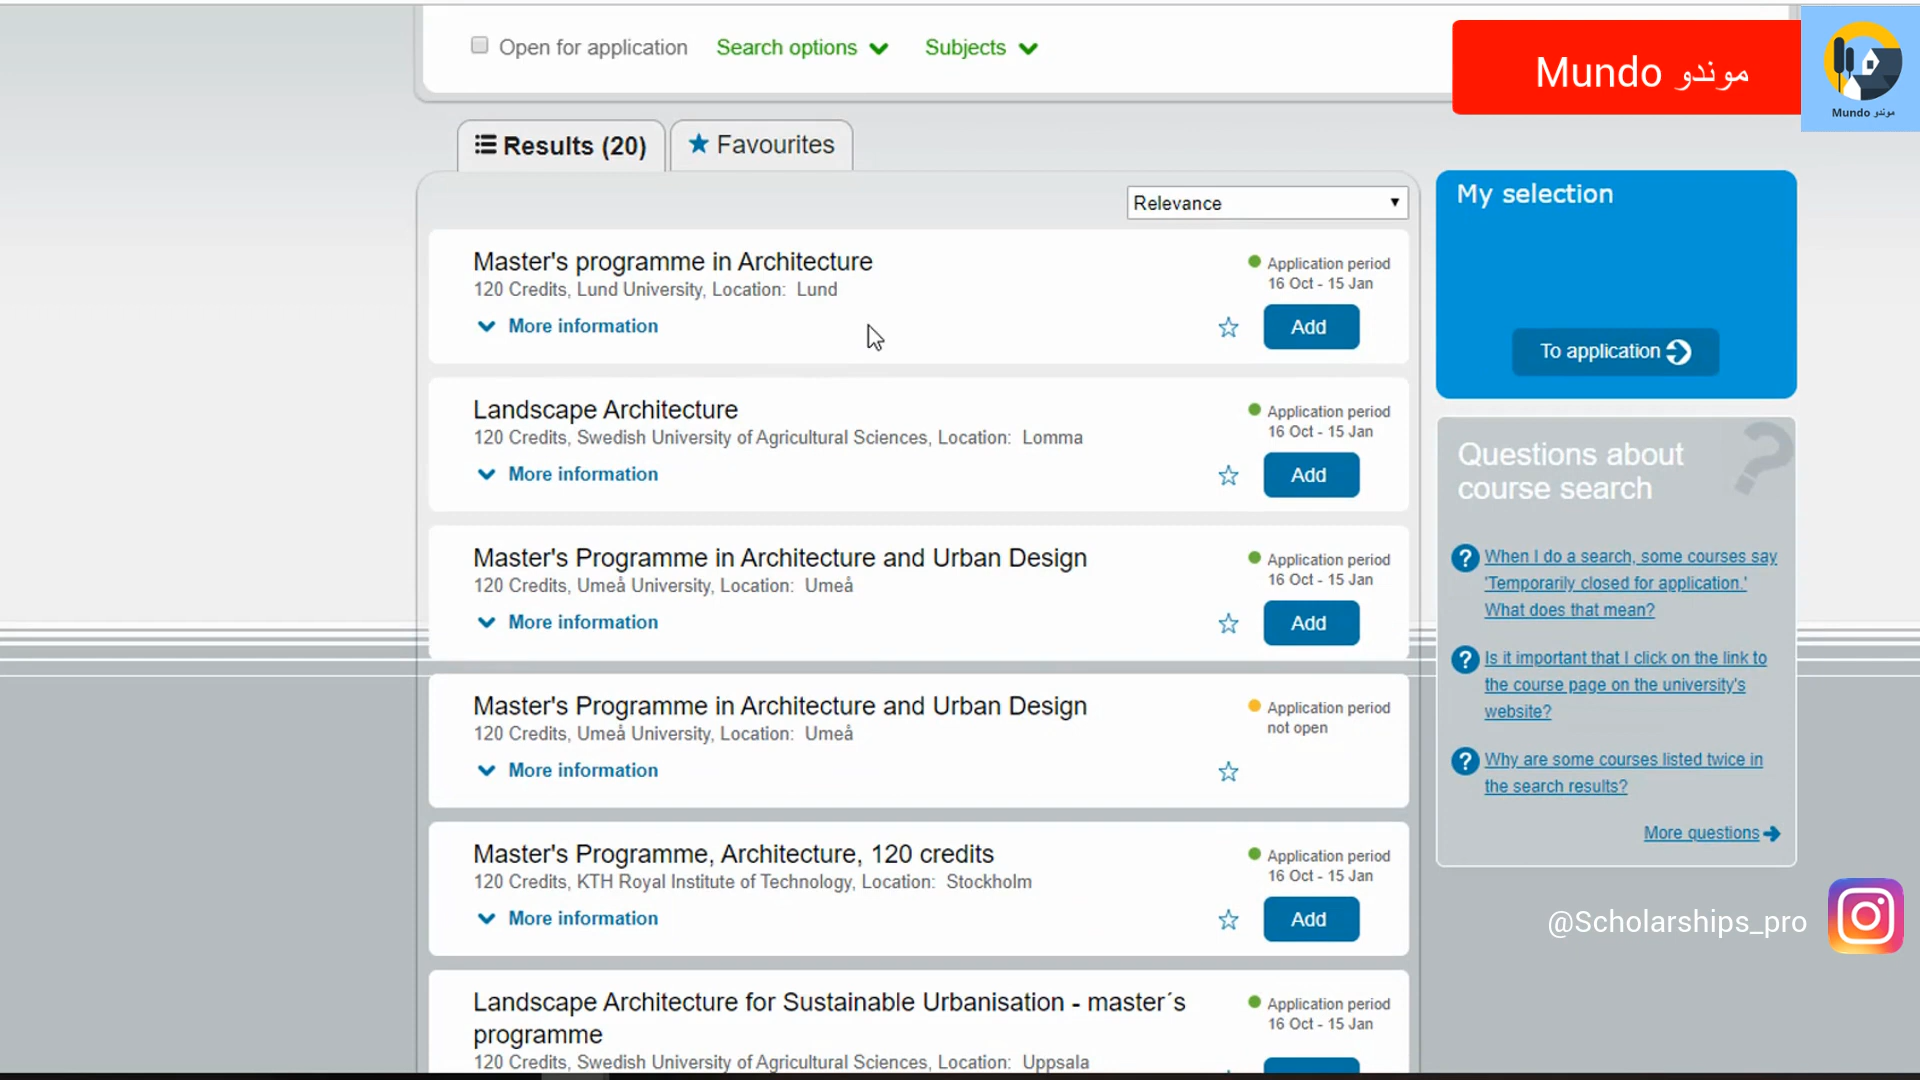 Open for application
Search options
Subjects
Mundo موندو
Mundo موندو
Results (20)
Favourites
Relevance
Master's programme in Architecture
120 Credits, Lund University, Location: Lund
More information
Application period
16 Oct - 15 Jan
Add
Landscape Architecture
120 Credits, Swedish University of Agricultural Sciences, Location: Lomma
More information
Application period
16 Oct - 15 Jan
Add
Master's Programme in Architecture and Urban Design
120 Credits, Umeå University, Location: Umeå
More information
Application period
16 Oct - 15 Jan
Add
Master's Programme in Architecture and Urban Design
120 Credits, Umeå University, Location: Umeå
More information
Application period
not open
Master's Programme, Architecture, 120 credits
120 Credits, KTH Royal Institute of Technology, Location: Stockholm
More information
Application period
16 Oct - 15 Jan
Add
Landscape Architecture for Sustainable Urbanisation - master´s
programme
120 Credits, Swedish University of Agricultural Sciences, Location: Uppsala
Application period
16 Oct - 15 Jan
My selection
To application
Questions about
course search
When I do a search, some courses say
'Temporarily closed for application.'
What does that mean?
Is it important that I click on the link to
the course page on the university's
website?
Why are some courses listed twice in
the search results?
More questions
@Scholarships_pro